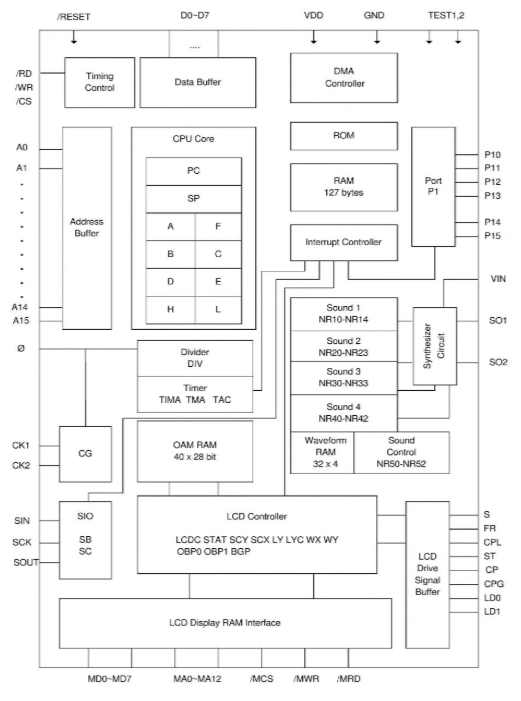 /RESET D0~D7 VDD GND TEST1,2
....
/RD
/WR
/CS
Timing
Control
Data Buffer
DMA
Controller
A0
A1
A14
A15
Address
Buffer
CPU Core
PC
SP
A F
B C
D E
H L
ROM
RAM
127 bytes
Interrupt Controller
Port
P1
P10
P11
P12
P13
P14
P15
VIN
SO1
SO2
Sound 1
NR10-NR14
Sound 2
NR20-NR23
Sound 3
NR30-NR33
Sound 4
NR40-NR42
Waveform
RAM
32 x 4
Sound
Control
NR50-NR52
Synthesizer
Circuit
Ø
Divider
DIV
Timer
TIMA TMA TAC
CK1
CK2
CG
OAM RAM
40 x 28 bit
SIN
SCK
SOUT
SIO
SB
SC
LCD Controller
LCDC STAT SCY SCX LY LYC WX WY
OBP0 OBP1 BGP
LCD
Drive
Signal
Buffer
S
FR
CPL
ST
CP
CPG
LD0
LD1
LCD Display RAM Interface
MD0~MD7 MA0~MA12 /MCS /MWR /MRD